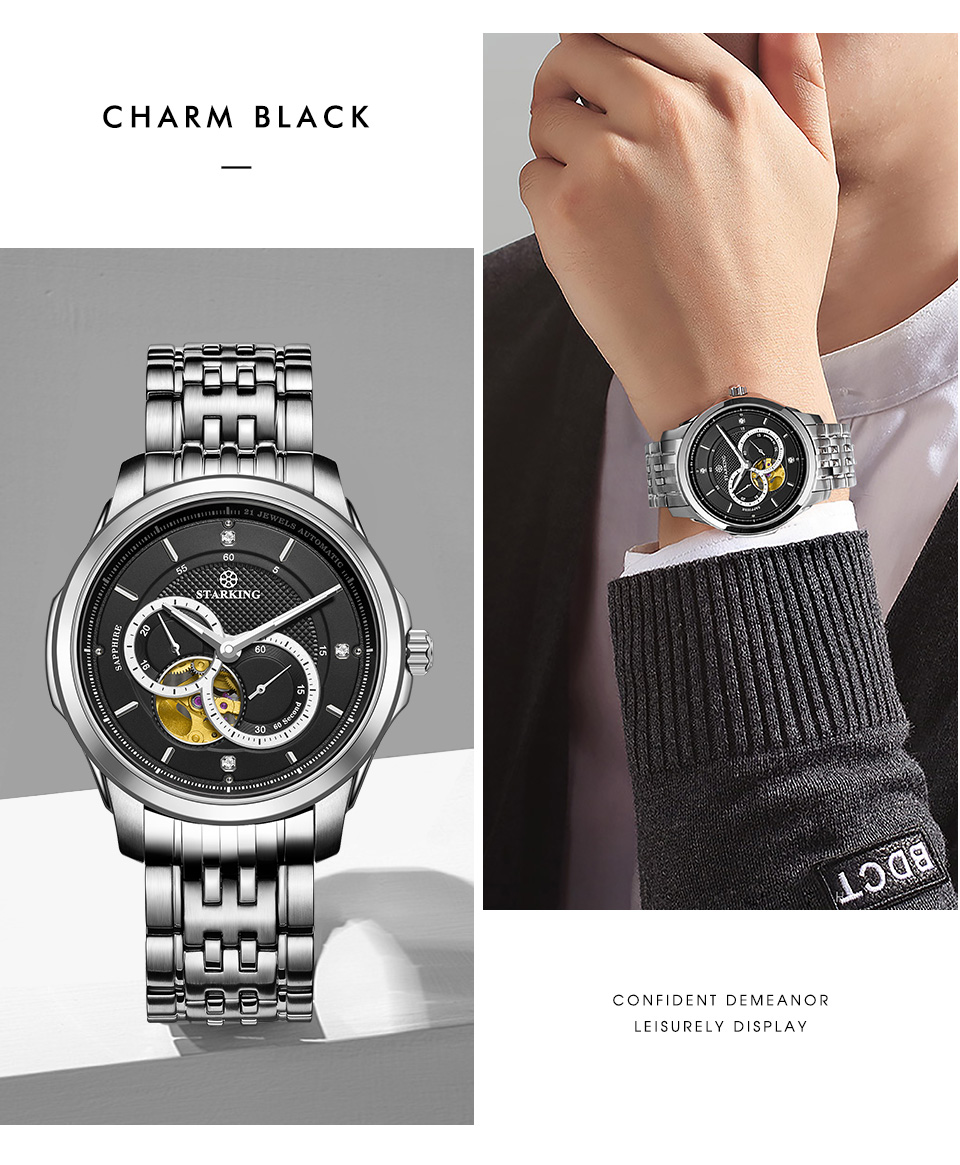 CHARM BLACK
21 JEWELS AUTOMATIC
60
55
5
STARKING
SAPPHIRE
20
18
60
15
15
30
60 Second
BDCT
CONFIDENT DEMEANOR
LEISURELY DISPLAY